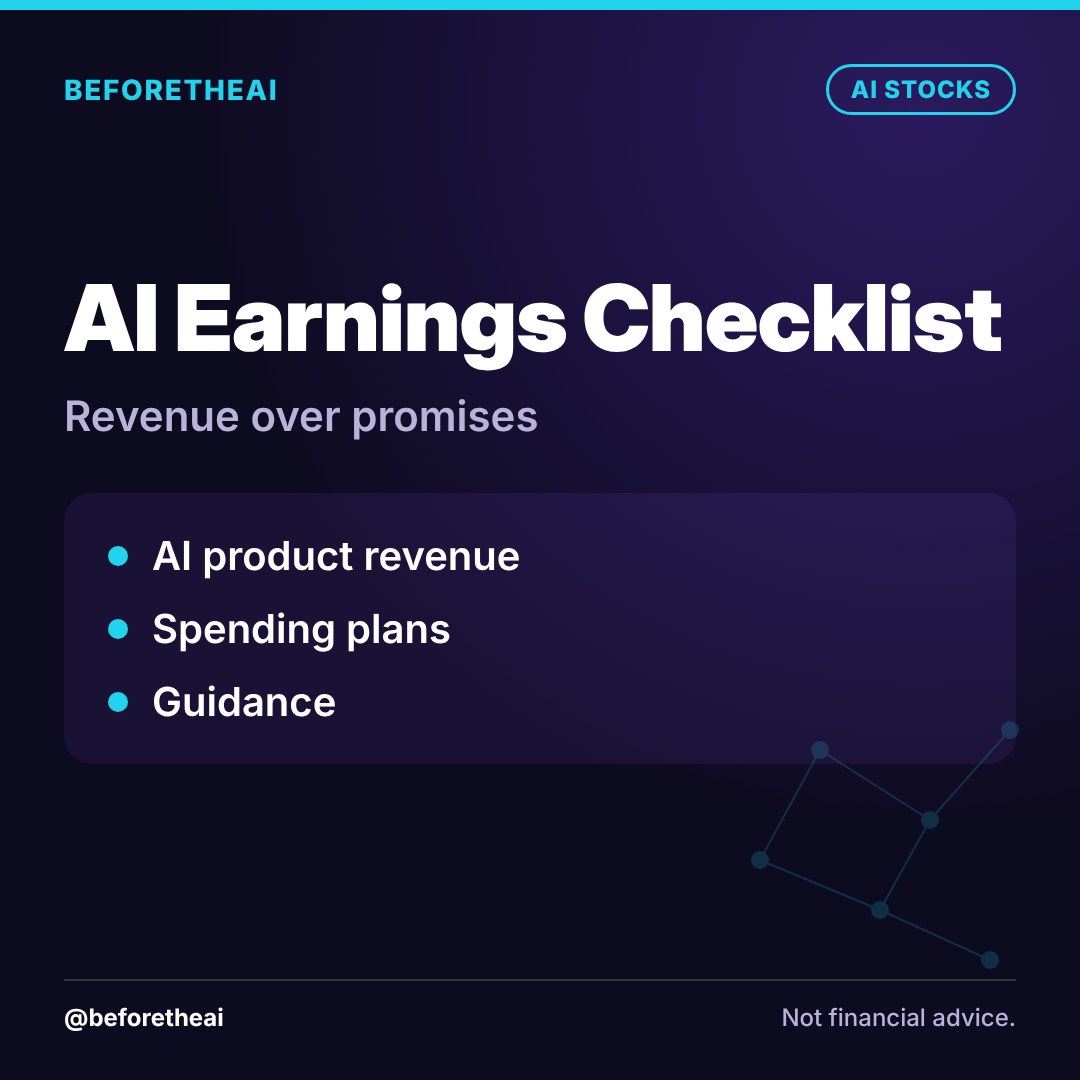 BEFORETHEAI
AI STOCKS
AI Earnings Checklist
Revenue over promises
AI product revenue
Spending plans
Guidance
@beforetheai
Not financial advice.